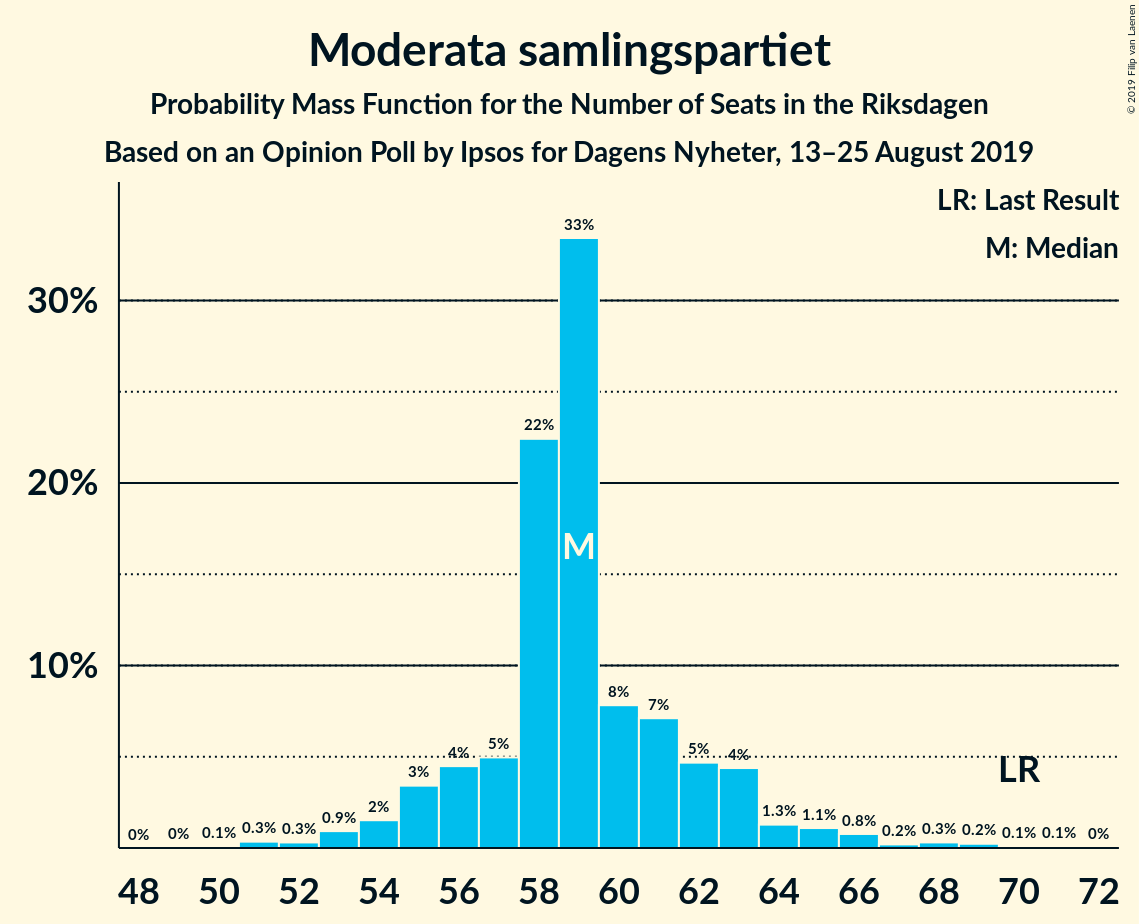 Moderata samlingspartiet
Probability Mass Function for the Number of Seats in the Riksdagen
Based on an Opinion Poll by Ipsos for Dagens Nyheter, 13–25 August 2019
© 2019 Filip van Laenen
LR: Last Result
M: Median
30%
20%
10%
0% 0% 0.1% 0.3% 0.3% 0.9% 2% 3% 4% 5% 22% 33% 8% 7% 5% 4% 1.3% 1.1% 0.8% 0.2% 0.3% 0.2% 0.1% 0.1% 0%
M
LR
48 50 52 54 56 58 60 62 64 66 68 70 72